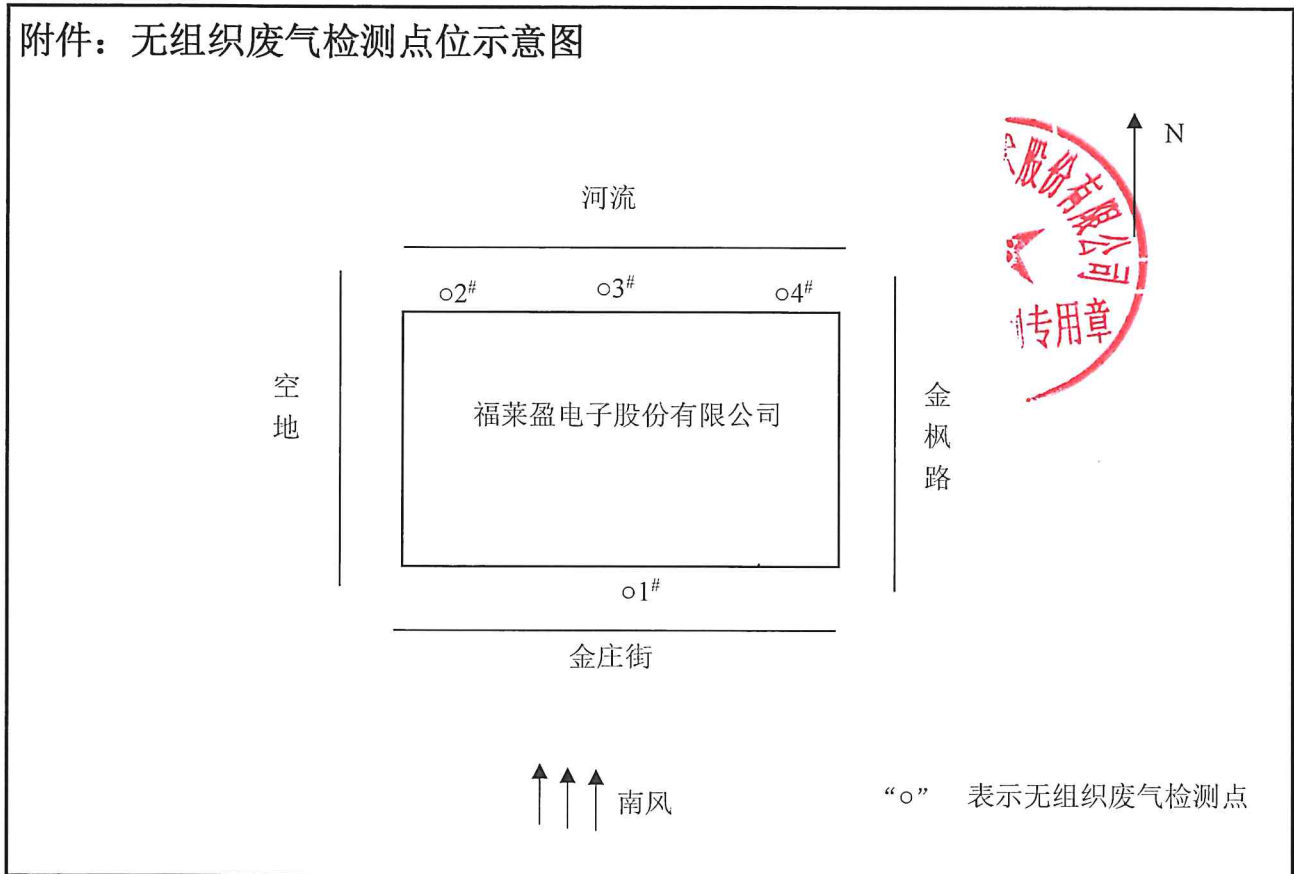 附件：无组织废气检测点位示意图
N
河流
○2#
○3#
○4#
空地
福莱盈电子股份有限公司
金枫路
○1#
金庄街
南风
“○” 表示无组织废气检测点
股份有限公司
专用章